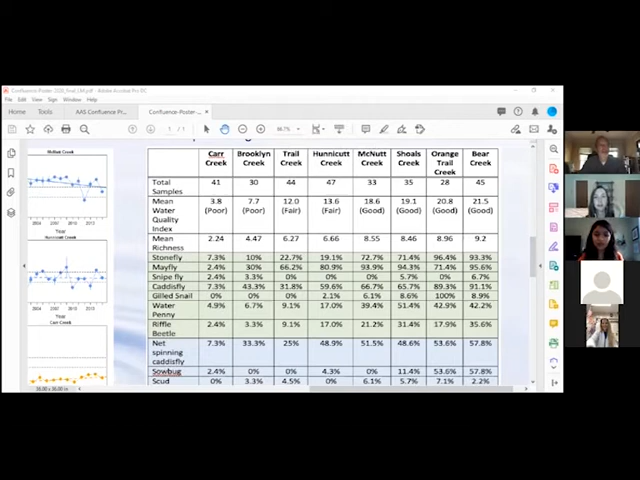 Confluence-Poster-2020_final_LM.pdf - Adobe Acrobat Pro DC
File Edit View Sign Window Help
Home Tools AAS Confluence Pr... Confluence-Poster-... ×
1 / 1 66.7%
McNutt Creek
2004 2007 2010 2013
Year
Hunnicutt Creek
2004 2007 2010 2013
Year
Carr Creek
Carr Creek Brooklyn Creek Trail Creek Hunnicutt Creek McNutt Creek Shoals Creek Orange Trail Creek Bear Creek
Total Samples 41 30 44 47 33 35 28 45
Mean Water Quality Index 3.8 (Poor) 7.7 (Poor) 12.0 (Fair) 13.6 (Fair) 18.6 (Good) 19.1 (Good) 20.8 (Good) 21.5 (Good)
Mean Richness 2.24 4.47 6.27 6.66 8.55 8.46 8.96 9.2
Stonefly 7.3% 10% 22.7% 19.1% 72.7% 71.4% 96.4% 93.3%
Mayfly 2.4% 30% 66.2% 80.9% 93.9% 94.3% 71.4% 95.6%
Snipe fly 2.4% 3.3% 0% 0% 0% 5.7% 0% 6.7%
Caddisfly 7.3% 43.3% 31.8% 59.6% 66.7% 65.7% 89.3% 91.1%
Gilled Snail 0% 0% 0% 2.1% 6.1% 8.6% 100% 8.9%
Water Penny 4.9% 6.7% 9.1% 17.0% 39.4% 51.4% 42.9% 42.2%
Riffle Beetle 2.4% 3.3% 9.1% 17.0% 21.2% 31.4% 17.9% 35.6%
Net spinning caddisfly 7.3% 33.3% 25% 48.9% 51.5% 48.6% 53.6% 57.8%
Sowbug 2.4% 0% 0% 4.3% 0% 11.4% 53.6% 57.8%
Scud 0% 3.3% 4.5% 0% 6.1% 5.7% 7.1% 2.2%